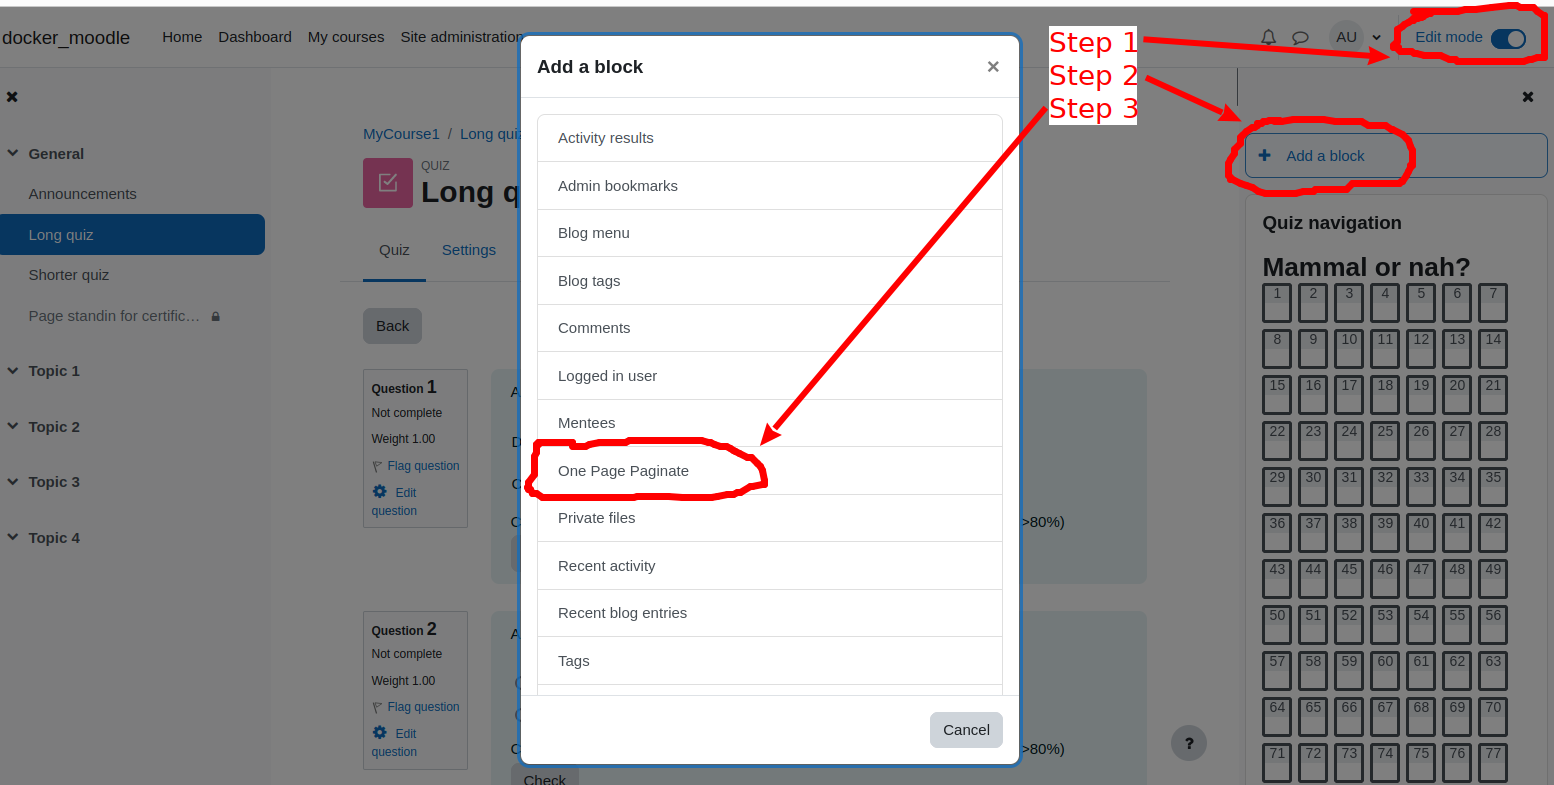 docker_moodle Home Dashboard My courses Site administration
AU Edit mode
Step 1
Step 2
Step 3
General
Announcements
Long quiz
Shorter quiz
Page standin for certific...
Topic 1
Topic 2
Topic 3
Topic 4
MyCourse1 / Long quiz
QUIZ
Long q
Quiz Settings
Back
Question 1
Not complete
Weight 1.00
Flag question
Edit
question
>80%)
Question 2
Not complete
Weight 1.00
Flag question
Edit
question
>80%)
Check
Add a block
×
Activity results
Admin bookmarks
Blog menu
Blog tags
Comments
Logged in user
Mentees
One Page Paginate
Private files
Recent activity
Recent blog entries
Tags
Cancel
+ Add a block
Quiz navigation
Mammal or nah?
1 2 3 4 5 6 7
8 9 10 11 12 13 14
15 16 17 18 19 20 21
22 23 24 25 26 27 28
29 30 31 32 33 34 35
36 37 38 39 40 41 42
43 44 45 46 47 48 49
50 51 52 53 54 55 56
57 58 59 60 61 62 63
64 65 66 67 68 69 70
71 72 73 74 75 76 77
?